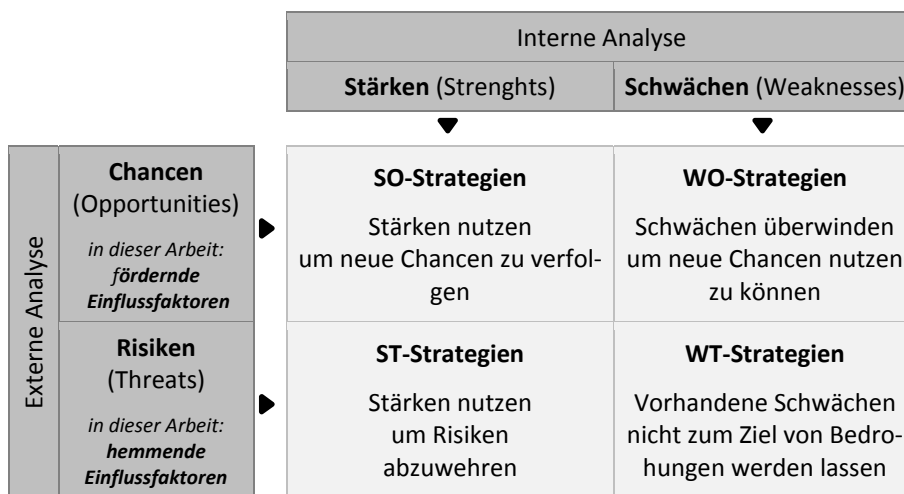 Interne Analyse
Stärken (Strenghts)
Schwächen (Weaknesses)
Externe Analyse
Chancen
(Opportunities)
in dieser Arbeit:
fördernde
Einflussfaktoren
SO-Strategien
Stärken nutzen
um neue Chancen zu verfol-
gen
WO-Strategien
Schwächen überwinden
um neue Chancen nutzen
zu können
Risiken
(Threats)
in dieser Arbeit:
hemmende
Einflussfaktoren
ST-Strategien
Stärken nutzen
um Risiken
abzuwehren
WT-Strategien
Vorhandene Schwächen
nicht zum Ziel von Bedro-
hungen werden lassen